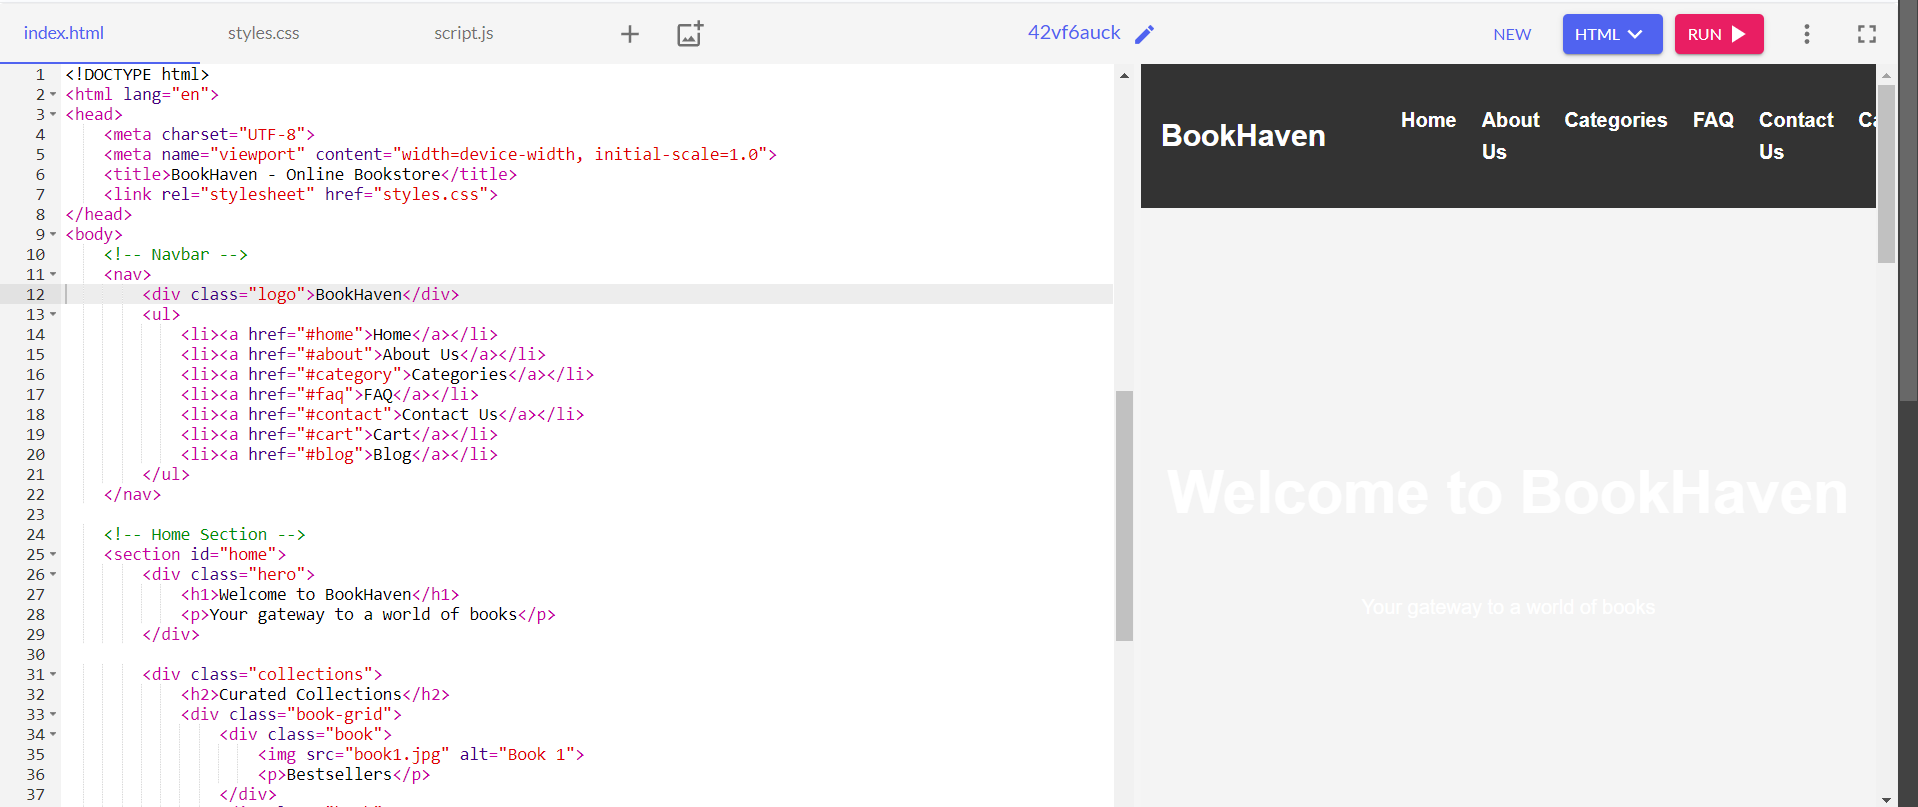 index.html styles.css script.js 42vf6auck NEW HTML RUN
1 <!DOCTYPE html>
2 <html lang="en">
3 <head>
4 <meta charset="UTF-8">
5 <meta name="viewport" content="width=device-width, initial-scale=1.0">
6 <title>BookHaven - Online Bookstore</title>
7 <link rel="stylesheet" href="styles.css">
8 </head>
9 <body>
10 <!-- Navbar -->
11 <nav>
12 <div class="logo">BookHaven</div>
13 <ul>
14 <li><a href="#home">Home</a></li>
15 <li><a href="#about">About Us</a></li>
16 <li><a href="#category">Categories</a></li>
17 <li><a href="#faq">FAQ</a></li>
18 <li><a href="#contact">Contact Us</a></li>
19 <li><a href="#cart">Cart</a></li>
20 <li><a href="#blog">Blog</a></li>
21 </ul>
22 </nav>
23
24 <!-- Home Section -->
25 <section id="home">
26 <div class="hero">
27 <h1>Welcome to BookHaven</h1>
28 <p>Your gateway to a world of books</p>
29 </div>
30
31 <div class="collections">
32 <h2>Curated Collections</h2>
33 <div class="book-grid">
34 <div class="book">
35 <img src="book1.jpg" alt="Book 1">
36 <p>Bestsellers</p>
37 </div>
BookHaven
Home About Us Categories FAQ Contact Us
Welcome to BookHaven
Your gateway to a world of books